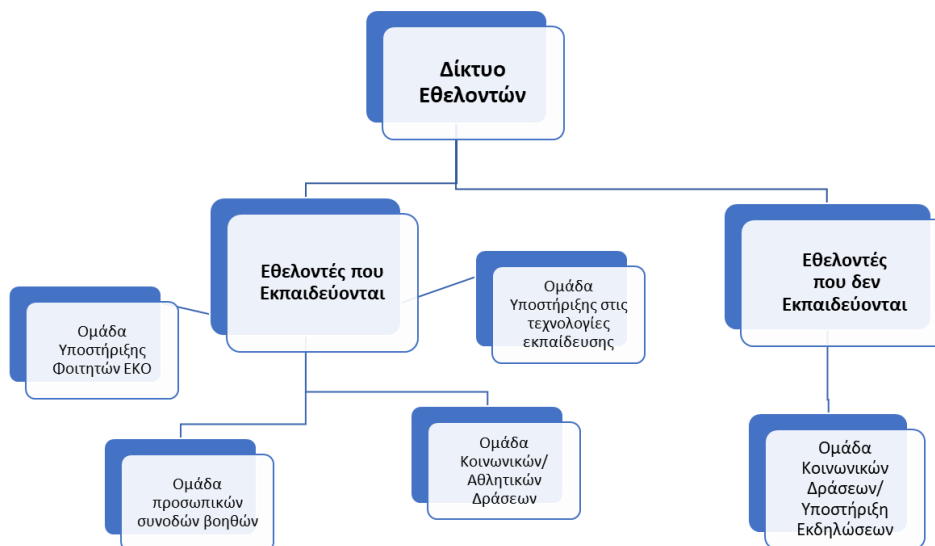 Δίκτυο
Εθελοντών
Εθελοντές που
Εκπαιδεύονται
Εθελοντές
που δεν
Εκπαιδεύονται
Ομάδα
Υποστήριξης στις
τεχνολογίες
εκπαίδευσης
Ομάδα
Υποστήριξης
Φοιτητών ΕΚΟ
Ομάδα
προσωπικών
συνοδών βοηθών
Ομάδα
Κοινωνικών/
Αθλητικών
Δράσεων
Ομάδα
Κοινωνικών
Δράσεων/
Υποστήριξη
Εκδηλώσεων